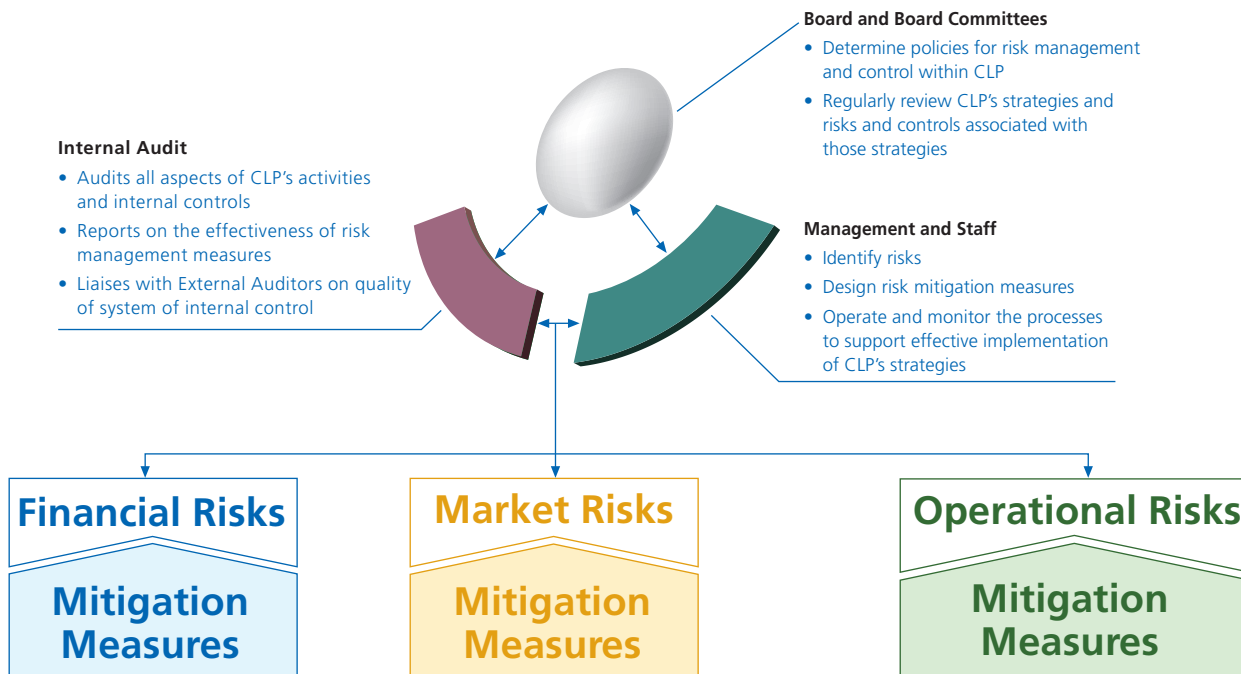 Board and Board Committees
• Determine policies for risk management
and control within CLP
• Regularly review CLP's strategies and
risks and controls associated with
those strategies
Internal Audit
• Audits all aspects of CLP's activities
and internal controls
• Reports on the effectiveness of risk
management measures
• Liaises with External Auditors on quality
of system of internal control
Management and Staff
• Identify risks
• Design risk mitigation measures
• Operate and monitor the processes
to support effective implementation
of CLP's strategies
Financial Risks
Mitigation
Measures
Market Risks
Mitigation
Measures
Operational Risks
Mitigation
Measures